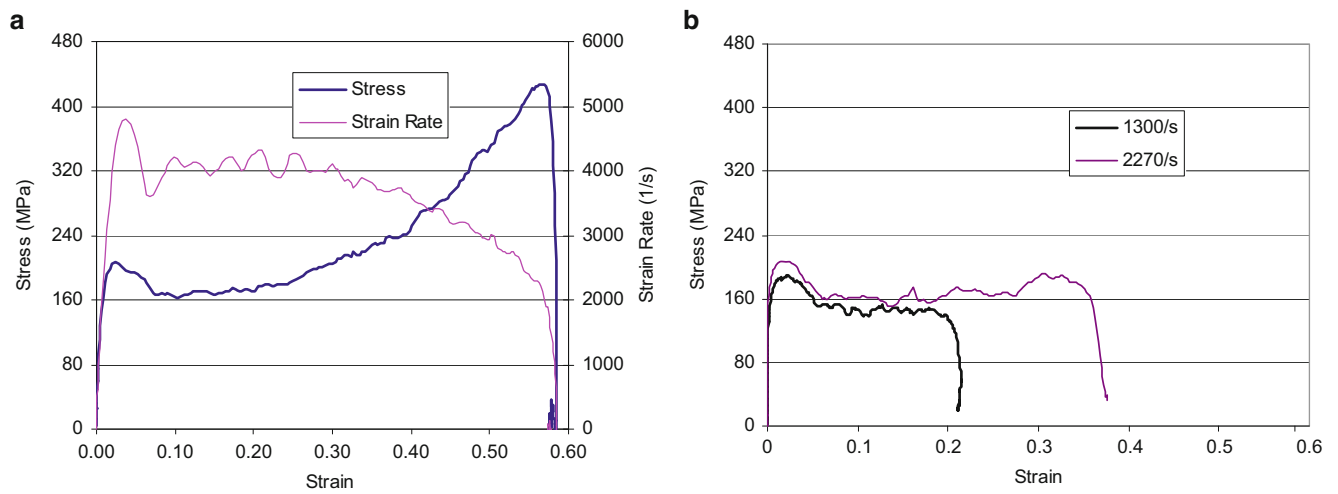 a
480
400
320
240
160
80
0
Stress (MPa)
0.00 0.10 0.20 0.30 0.40 0.50 0.60
Strain
6000
5000
4000
3000
2000
1000
0
Strain Rate (1/s)
Stress
Strain Rate
b
480
400
320
240
160
80
0
Stress (MPa)
0 0.1 0.2 0.3 0.4 0.5 0.6
Strain
1300/s
2270/s